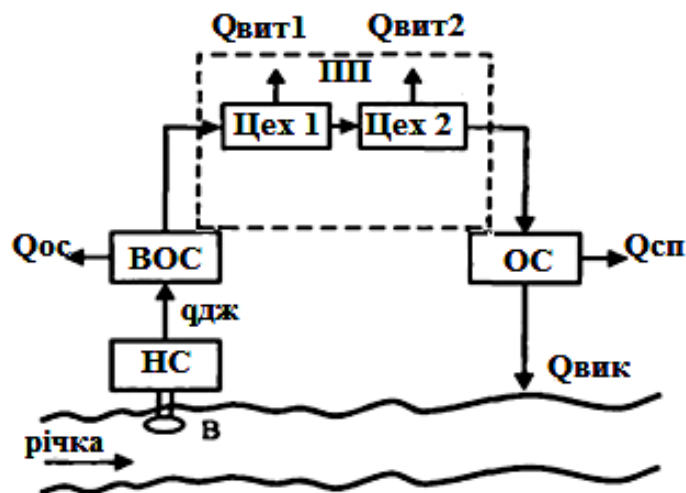 Qвит1 Qвит2
ПП
Цех 1 Цех 2
Qос ВОС ОС Qсп
qдж
НС Qвик
в
річка